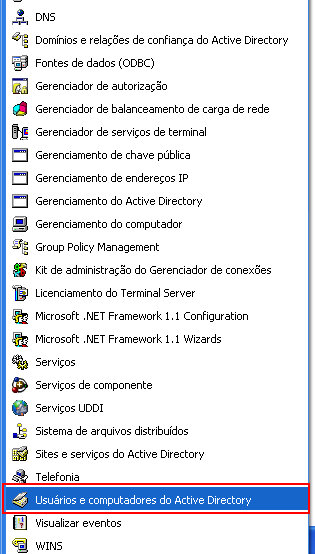 DNS
Domínios e relações de confiança do Active Directory
Fontes de dados (ODBC)
Gerenciador de autorização
Gerenciador de balanceamento de carga de rede
Gerenciador de serviços de terminal
Gerenciamento de chave pública
Gerenciamento de endereços IP
Gerenciamento do Active Directory
Gerenciamento do computador
Group Policy Management
Kit de administração do Gerenciador de conexões
Licenciamento do Terminal Server
Microsoft .NET Framework 1.1 Configuration
Microsoft .NET Framework 1.1 Wizards
Serviços
Serviços de componente
Serviços UDDI
Sistema de arquivos distribuídos
Sites e serviços do Active Directory
Telefonia
Usuários e computadores do Active Directory
Visualizar eventos
WINS